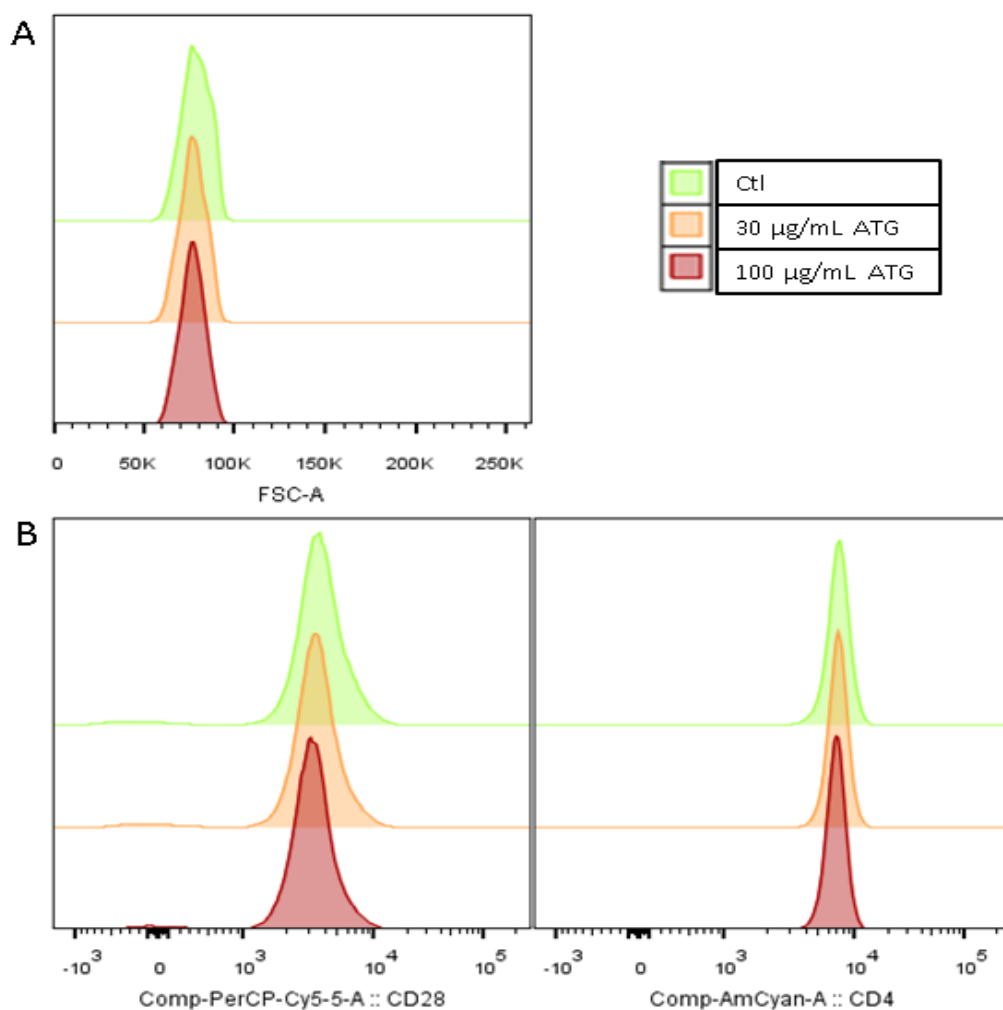 A
Ctl
30 µg/mL ATG
100 µg/mL ATG
0 50K 100K 150K 200K 250K
FSC-A
B
-10³ 0 10³ 10⁴ 10⁵ -10³ 0 10³ 10⁴ 10⁵
Comp-PerCP-Cy5-5-A :: CD28 Comp-AmCyan-A :: CD4